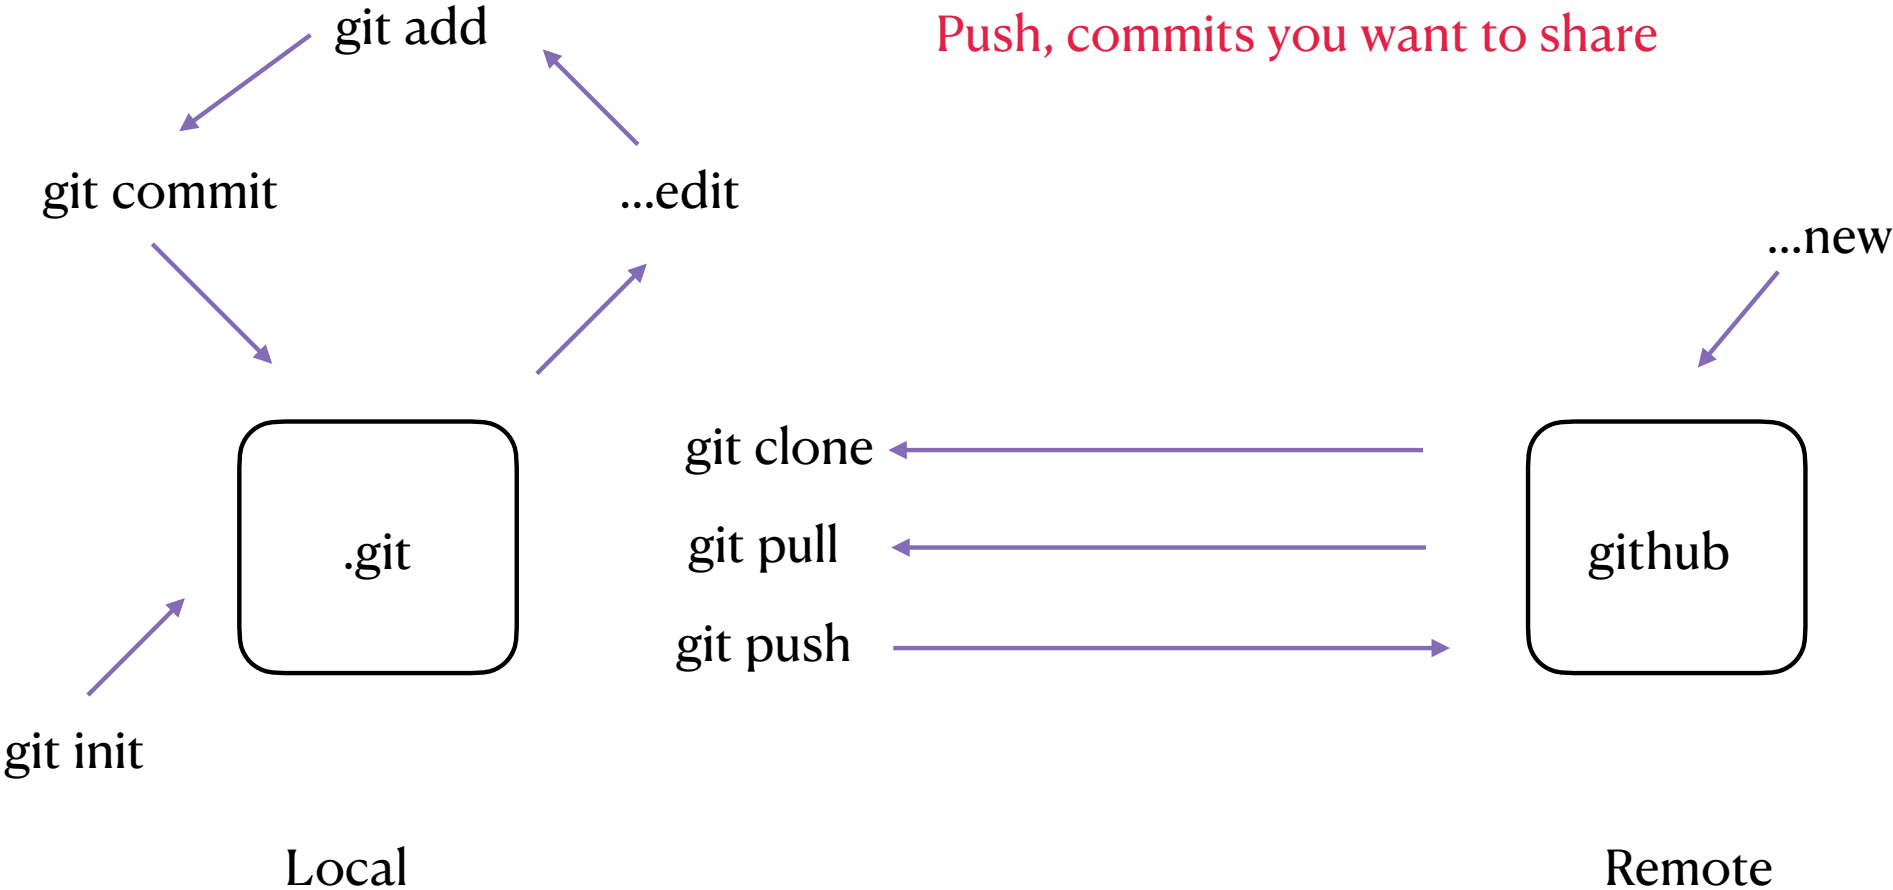 git add
Push, commits you want to share
git commit
...edit
...new
git clone
git pull
.git
github
git push
git init
Local
Remote